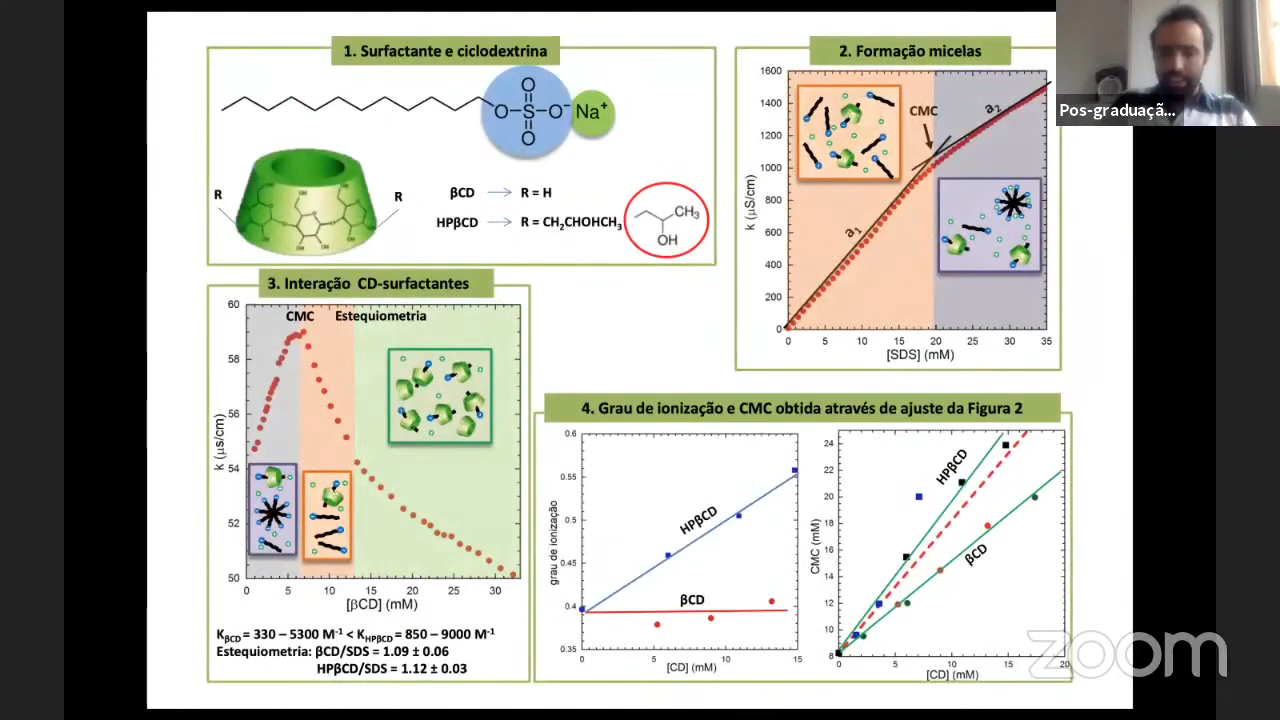 1. Surfactante e ciclodextrina
O
O S O⁻ Na⁺
O
R R
OH
βCD → R = H
HPβCD → R = CH₂CHOHCH₃
CH₃
OH
2. Formação micelas
1600
1400
1200
1000
800
600
400
200
0
k (µS/cm)
CMC
a₁
a₂
0 5 10 15 20 25 30 35
[SDS] (mM)
Pos-graduaçã...
3. Interação CD-surfactantes
CMC Estequiometria
60
58
56
54
52
50
k (µs/cm)
0 5 10 15 20 25 30
[βCD] (mM)
K βCD = 330 – 5300 M⁻¹ < K HPβCD = 850 – 9000 M⁻¹
Estequiometria: βCD/SDS = 1.09 ± 0.06
HPβCD/SDS = 1.12 ± 0.03
4. Grau de ionização e CMC obtida através de ajuste da Figura 2
0.6
0.55
0.5
0.45
0.4
0.35
grau de ionização
HPβCD
βCD
0 5 10 15
[CD] (mM)
24
22
20
18
16
14
12
10
8
CMC (mM)
HPβCD
βCD
0 5 10 15 20
[CD] (mM)
zoom